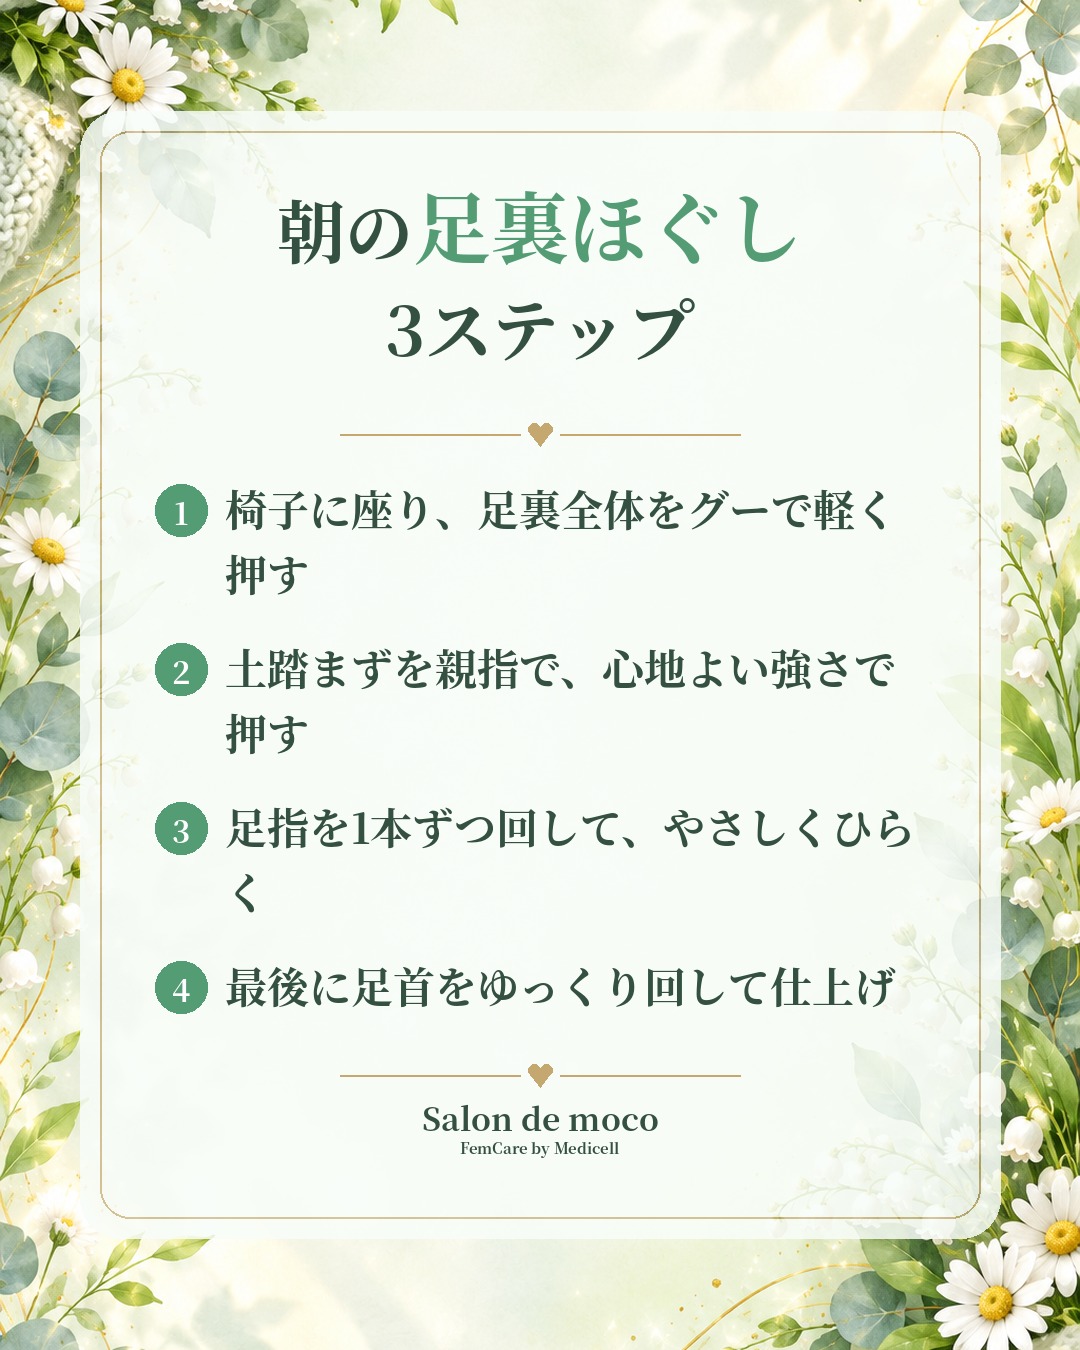 朝の足裏ほぐし
3ステップ
1 椅子に座り、足裏全体をグーで軽く
押す
2 土踏まずを親指で、心地よい強さで
押す
3 足指を1本ずつ回して、やさしくひら
く
4 最後に足首をゆっくり回して仕上げ
Salon de moco
FemCare by Medicell